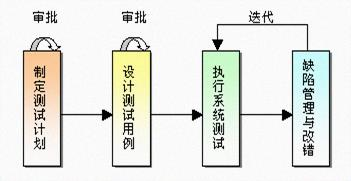 审批
审批
迭代
制定测试计划
设计测试用例
执行系统测试
缺陷管理与改错